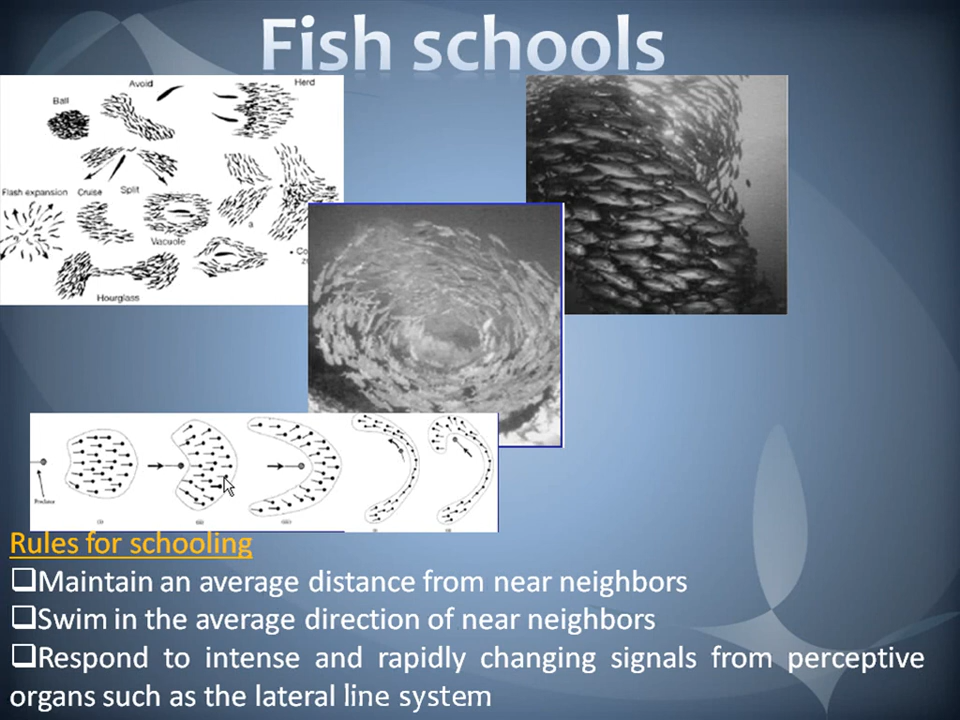 Fish schools
Avoid
Herd
Ball
Flash expansion
Cruise
Split
a
Vacuole
• Co
Hourglass
Rules for schooling
Maintain an average distance from near neighbors
Swim in the average direction of near neighbors
Respond to intense and rapidly changing signals from perceptive
organs such as the lateral line system